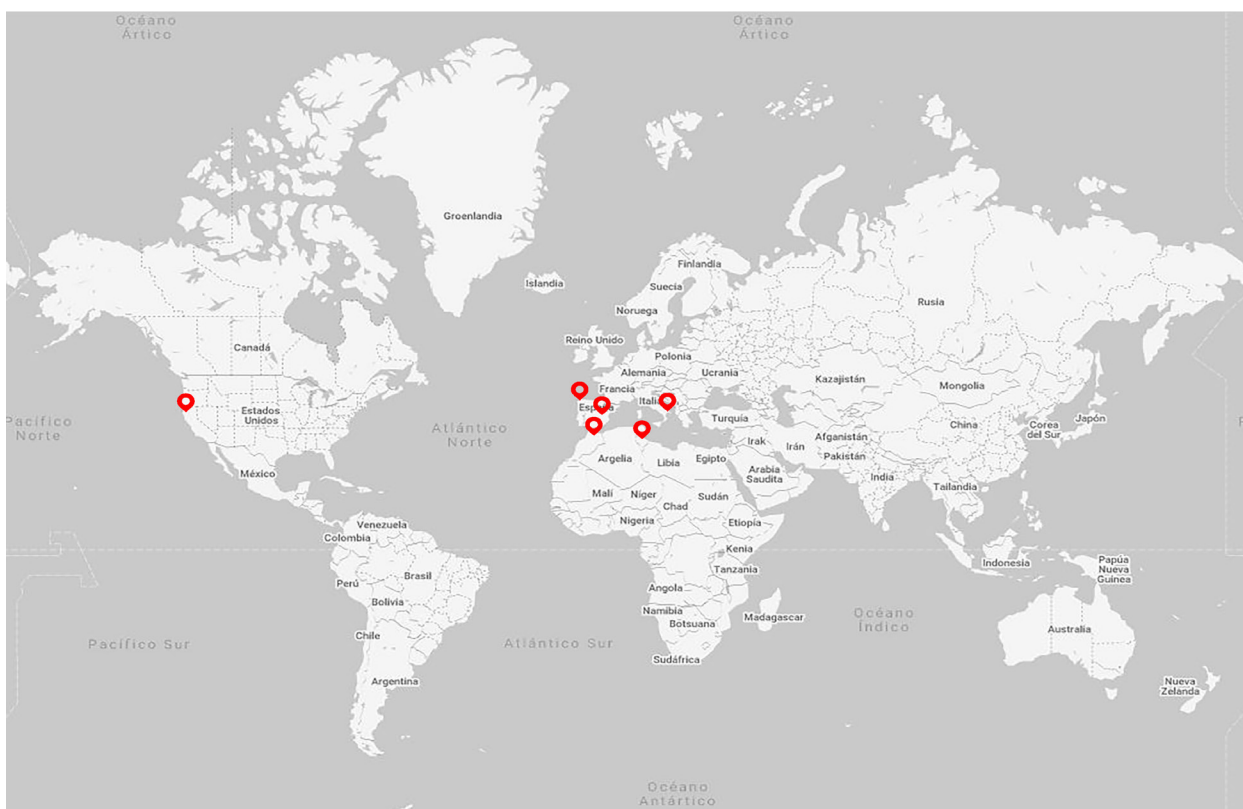 Océano
Ártico
Océano
Ártico
Groenlandia
Islandia
Finlandia
Suecia
Noruega
Rusia
Reino Unido
Canadá
Polonia
Alemania
Ucrania
Francia
Kazajistán
Mongolia
Italia
España
Estados
Unidos
Turquía
Pacífico
Norte
Atlántico
Norte
China
Corea
del Sur
Japón
Afganistán
Irak
Irán
Pakistán
Argelia
Libia
Egipto
Arabia
Saudita
México
India
Tailandia
Malí
Níger
Chad
Sudán
Nigeria
Etiopía
Venezuela
Colombia
Kenia
Tanzania
Indonesia
Papúa
Nueva
Guinea
Perú
Brasil
Bolivia
Angola
Namibia
Botsuana
Madagascar
Océano
Índico
Australia
Chile
Pacífico Sur
Atlántico Sur
Sudáfrica
Argentina
Nueva
Zelanda
Océano
Antártico